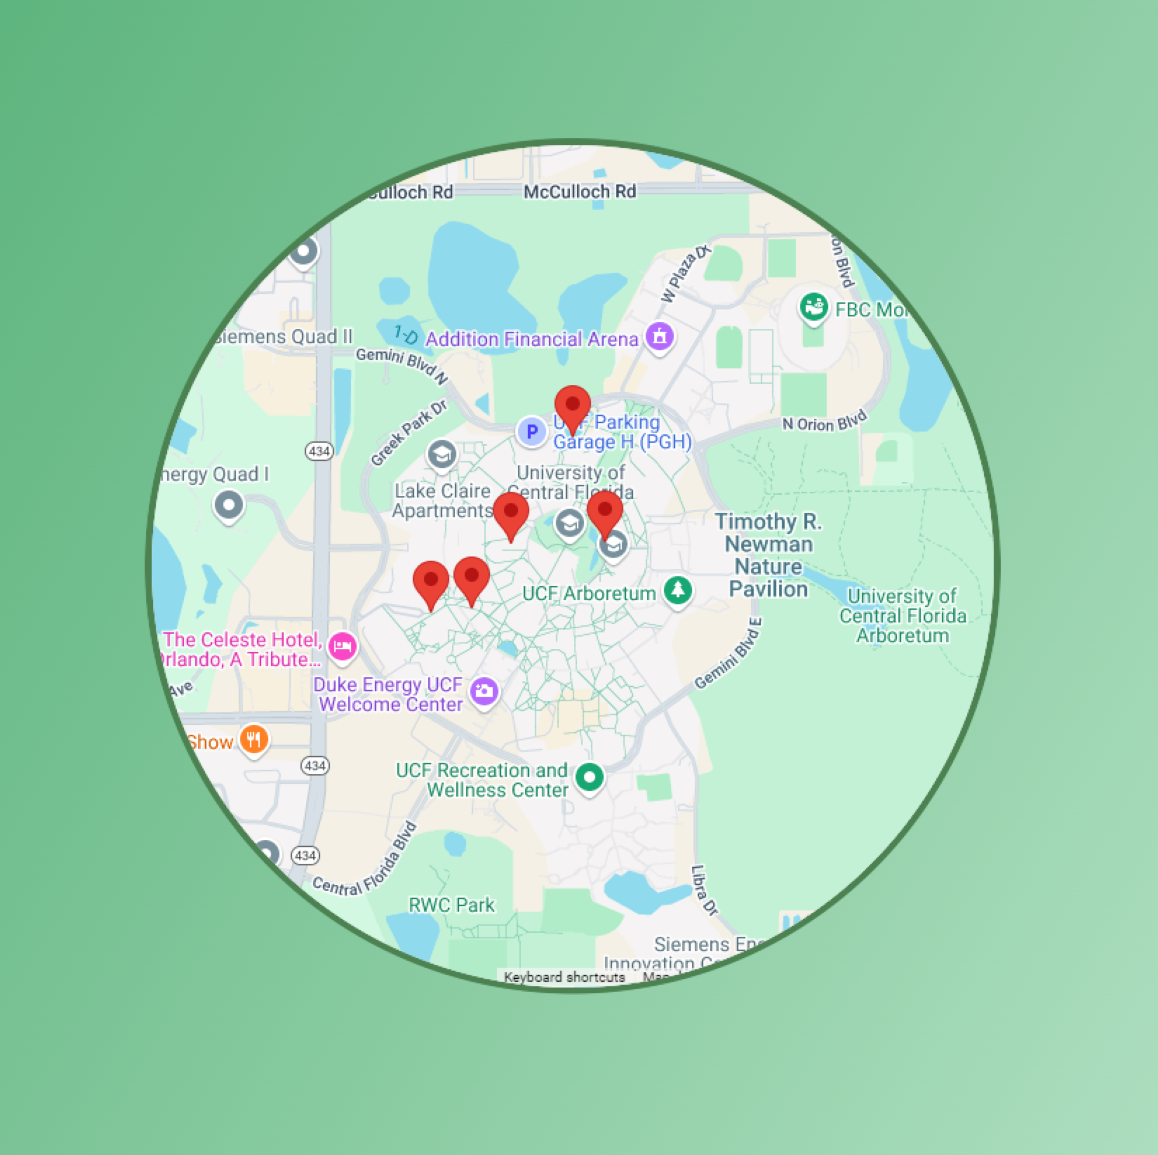 Culloch Rd
McCulloch Rd
W Plaza Dr
on Blvd
FBC Mo
Siemens Quad II
1-D
Addition Financial Arena
Gemini Blvd N
Greek Park Dr
UCF Parking
Garage H (PGH)
N Orion Blvd
434
nergy Quad I
University of
Central Florida
Lake Claire
Apartments
Timothy R.
Newman
Nature
Pavilion
UCF Arboretum
University of
Central Florida
Arboretum
The Celeste Hotel,
Orlando, A Tribute...
Gemini Blvd E
Ave
Duke Energy UCF
Welcome Center
Show
434
UCF Recreation and
Wellness Center
434
Central Florida Blvd
Libra Dr
RWC Park
Siemens En
Innovation C
Keyboard shortcuts
Map